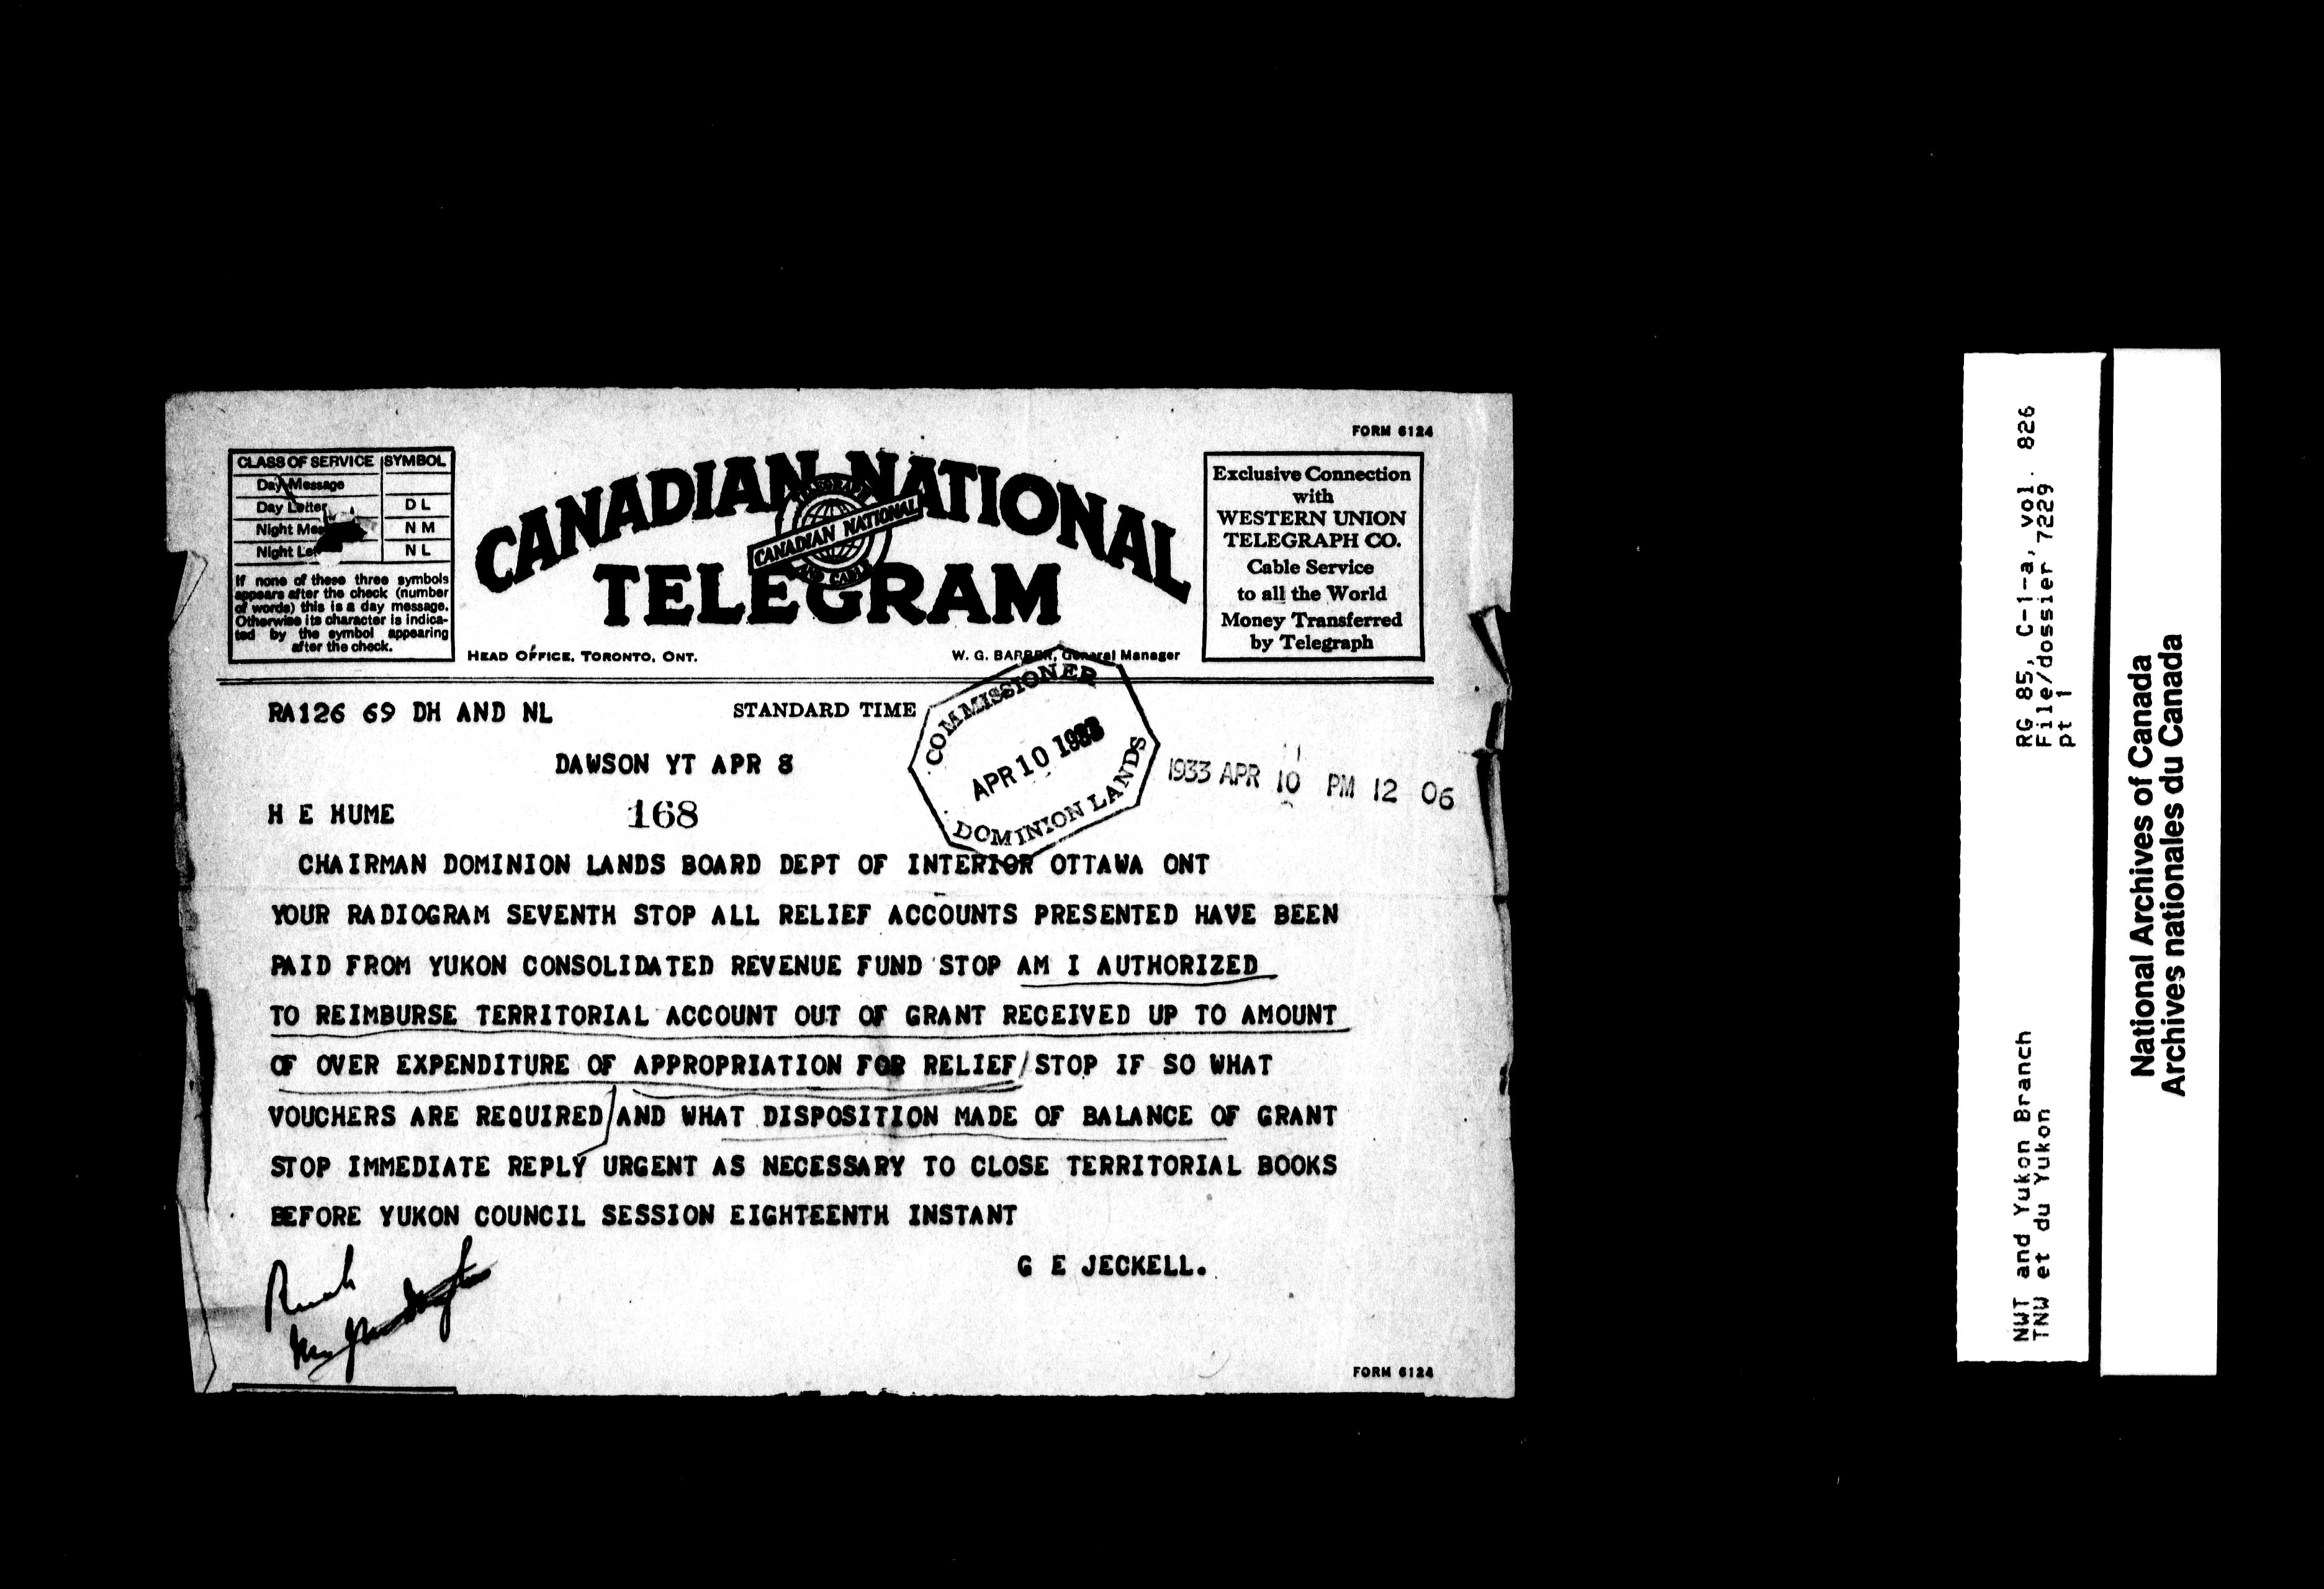 FORM 6124
CLASS OF SERVICE SYMBOL
Day Message
Day Letter DL
Night Mes NM
Night Le NL
If none of these three symbols
appears after the check (number
of words) this is a day message.
Otherwise its character is indica-
ted by the symbol appearing
after the check.
CANADIAN NATIONAL
CANADIAN NATIONAL
TELEGRAM
HEAD OFFICE, TORONTO, ONT.
W. G. BARBER, General Manager
Exclusive Connection
with
WESTERN UNION
TELEGRAPH CO.
Cable Service
to all the World
Money Transferred
by Telegraph
RA126 69 DH AND NL
STANDARD TIME
COMMISSIONER
APR 10 1933
DOMINION LANDS
1933 APR 10 PM 12 06
DAWSON YT APR 8
H E HUME 168
CHAIRMAN DOMINION LANDS BOARD DEPT OF INTERIOR OTTAWA ONT
YOUR RADIOGRAM SEVENTH STOP ALL RELIEF ACCOUNTS PRESENTED HAVE BEEN
PAID FROM YUKON CONSOLIDATED REVENUE FUND STOP AM I AUTHORIZED
TO REIMBURSE TERRITORIAL ACCOUNT OUT OF GRANT RECEIVED UP TO AMOUNT
OF OVER EXPENDITURE OF APPROPRIATION FOR RELIEF/STOP IF SO WHAT
VOUCHERS ARE REQUIRED/AND WHAT DISPOSITION MADE OF BALANCE OF GRANT
STOP IMMEDIATE REPLY URGENT AS NECESSARY TO CLOSE TERRITORIAL BOOKS
BEFORE YUKON COUNCIL SESSION EIGHTEENTH INSTANT
G E JECKELL.
FORM 6124
NWT and Yukon Branch RG 85, C-1-a, vol. 826
TNW et du Yukon File/dossier 7229
pt 1
National Archives of Canada
Archives nationales du Canada